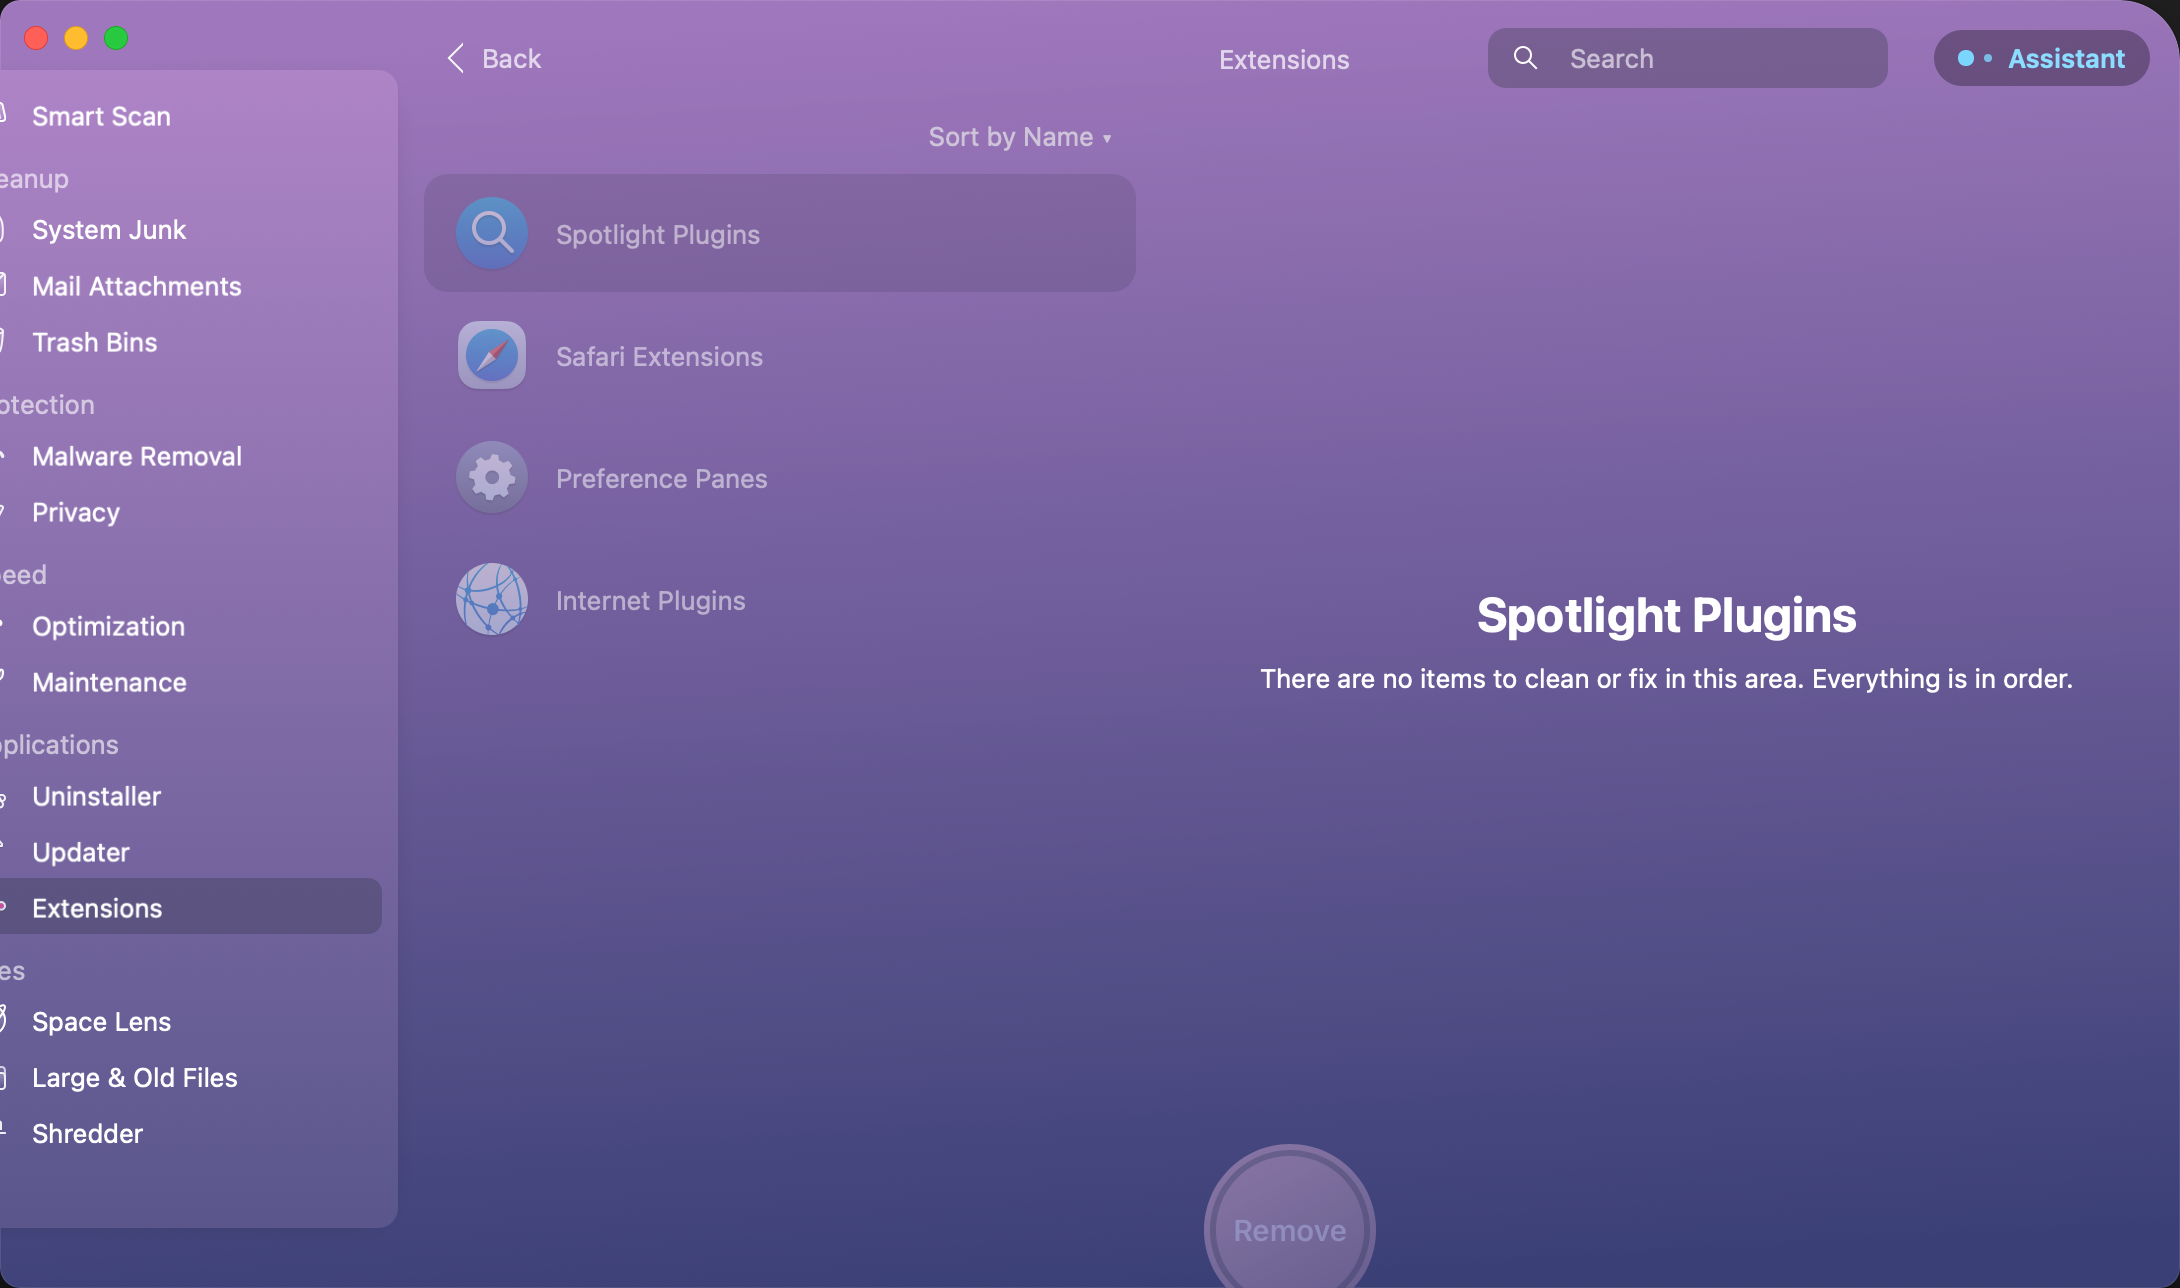 Back
Extensions
Search
Assistant
Smart Scan
eanup
System Junk
Mail Attachments
Trash Bins
otection
Malware Removal
Privacy
eed
Optimization
Maintenance
plications
Uninstaller
Updater
Extensions
es
Space Lens
Large & Old Files
Shredder
Sort by Name
Spotlight Plugins
Safari Extensions
Preference Panes
Internet Plugins
Spotlight Plugins
There are no items to clean or fix in this area. Everything is in order.
Remove